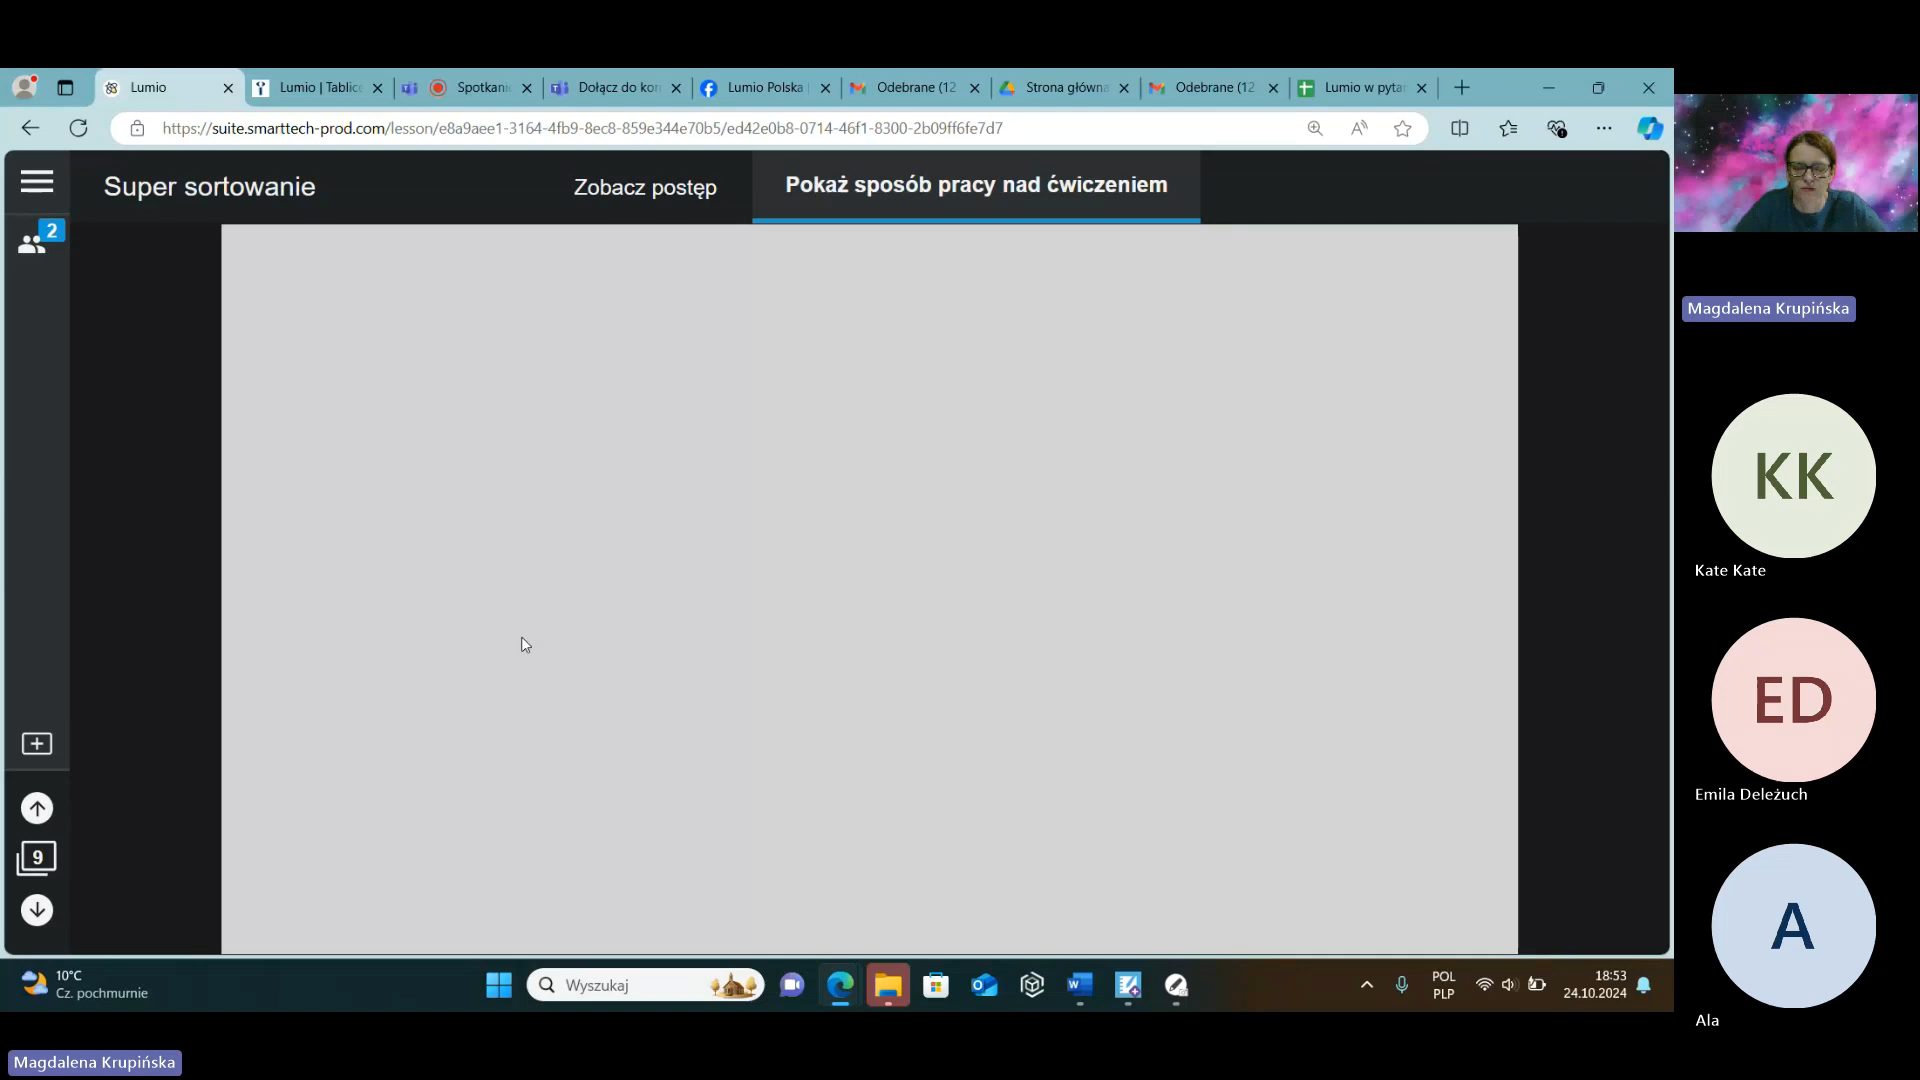 Lumio
Lumio | Tablic
Spotkani
Dołącz do kon
Lumio Polska |
Odebrane (12
Strona główna
Odebrane (12
Lumio w pytan
https://suite.smarttech-prod.com/lesson/e8a9aee1-3164-4fb9-8ec8-859e344e70b5/ed42e0b8-0714-46f1-8300-2b09ff6fe7d7
Super sortowanie
Zobacz postęp
Pokaż sposób pracy nad ćwiczeniem
2
9
Magdalena Krupińska
KK
Kate Kate
ED
Emila Deleżuch
A
Ala
10°C
Cz. pochmurnie
Wyszukaj
POL
PLP
18:53
24.10.2024
Magdalena Krupińska